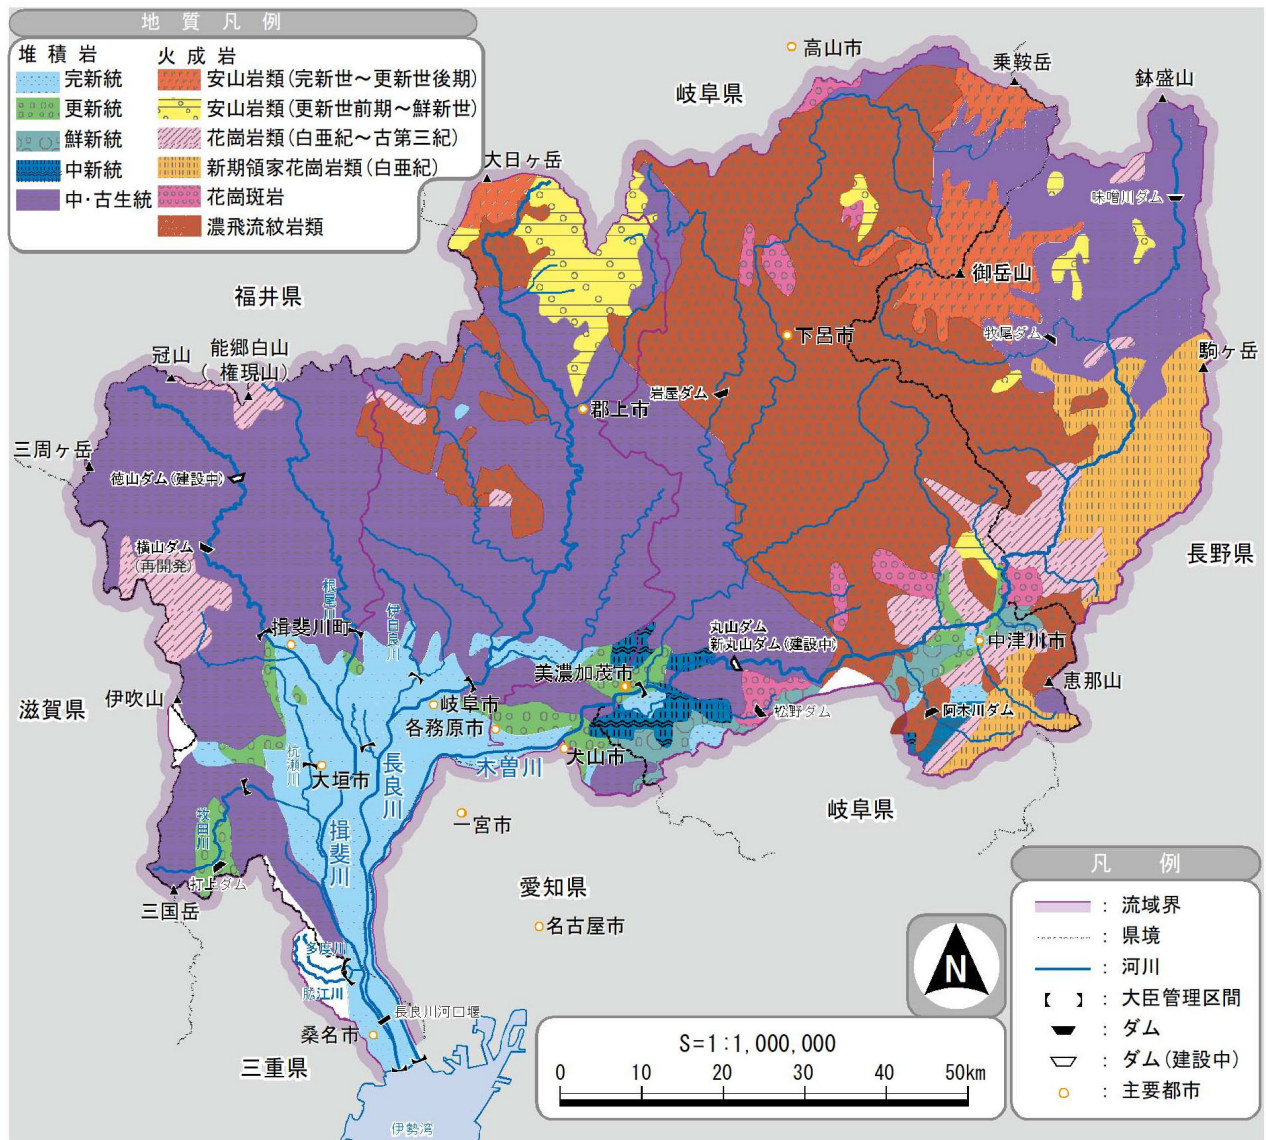 地質凡例
堆積岩
完新統
更新統
鮮新統
中新統
中・古生統
火成岩
安山岩類(完新世～更新世後期)
安山岩類(更新世前期～鮮新世)
花崗岩類(白亜紀～古第三紀)
新期領家花崗岩類(白亜紀)
花崗斑岩
濃飛流紋岩類
高山市
乗鞍岳
鉢盛山
岐阜県
大日ヶ岳
味噌川ダム
福井県
御岳山
冠山
能郷白山
(権現山)
下呂市
牧尾ダム
駒ヶ岳
岩屋ダム
郡上市
三周ヶ岳
徳山ダム(建設中)
横山ダム
(再開発)
長野県
根尾川
伊自良川
揖斐川町
丸山ダム
新丸山ダム(建設中)
中津川市
美濃加茂市
恵那山
伊吹山
滋賀県
岐阜市
各務原市
松野ダム
阿木川ダム
犬山市
木曽川
杭瀬川
大垣市
長良川
揖斐川
牧田川
一宮市
岐阜県
打上ダム
三国岳
愛知県
名古屋市
多度川
肱江川
長良川河口堰
桑名市
三重県
伊勢湾
N
S=1:1,000,000
0 10 20 30 40 50km
凡例
：流域界
：県境
：河川
：大臣管理区間
：ダム
：ダム(建設中)
：主要都市